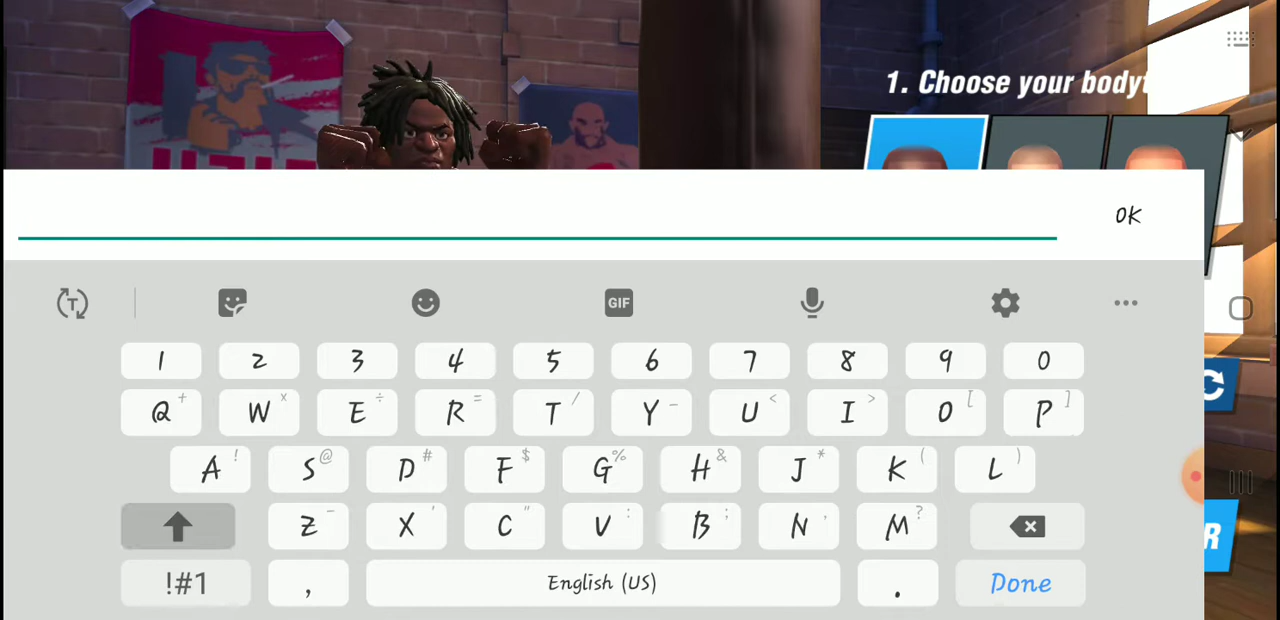 1. Choose your bodyt
OK
T
GIF
1 2 3 4 5 6 7 8 9 0
Q + W × E ÷ R = T / Y _ U < I > O [ P ]
A ! S @ D # F $ G % H & J * K ( L )
Z - X ' C " V : B ; N , M ?
!#1 , English (US) . Done
R